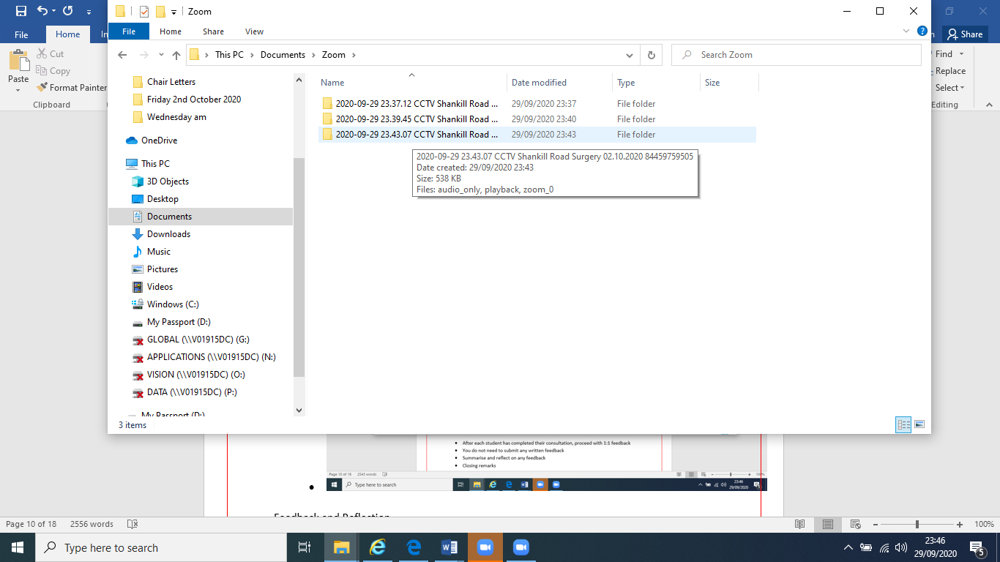 Zoom
File
Home
In
Share
File
Home
Share
View
This PC
Documents
Zoom
Search Zoom
Cut
Copy
Paste
Format Painter
Clipboard
Find
Replace
Select
Editing
Chair Letters
Friday 2nd October 2020
Wednesday am
OneDrive
This PC
3D Objects
Desktop
Documents
Downloads
Music
Pictures
Videos
Windows (C:)
My Passport (D:)
GLOBAL (\\V01915DC) (G:)
APPLICATIONS (\\V01915DC) (N:)
VISION (\\V01915DC) (O:)
DATA (\\V01915DC) (P:)
My Passport (D:)
Name Date modified Type Size
2020-09-29 23.37.12 CCTV Shankill Road ... 29/09/2020 23:37 File folder
2020-09-29 23.39.45 CCTV Shankill Road ... 29/09/2020 23:40 File folder
2020-09-29 23.43.07 CCTV Shankill Road ... 29/09/2020 23:43 File folder
2020-09-29 23.43.07 CCTV Shankill Road Surgery 02.10.2020 84459759505
Date created: 29/09/2020 23:43
Size: 538 KB
Files: audio_only, playback, zoom_0
3 items
• After each student has completed their consultation, proceed with 1:1 feedback
• You do not need to submit any written feedback
• Summarise and reflect on any feedback
• Closing remarks
Page 10 of 18 2543 words 100%
Type here to search
23:46
29/09/2020
Feedback and Reflection
Page 10 of 18 2556 words 100%
Type here to search
23:46
29/09/2020
5